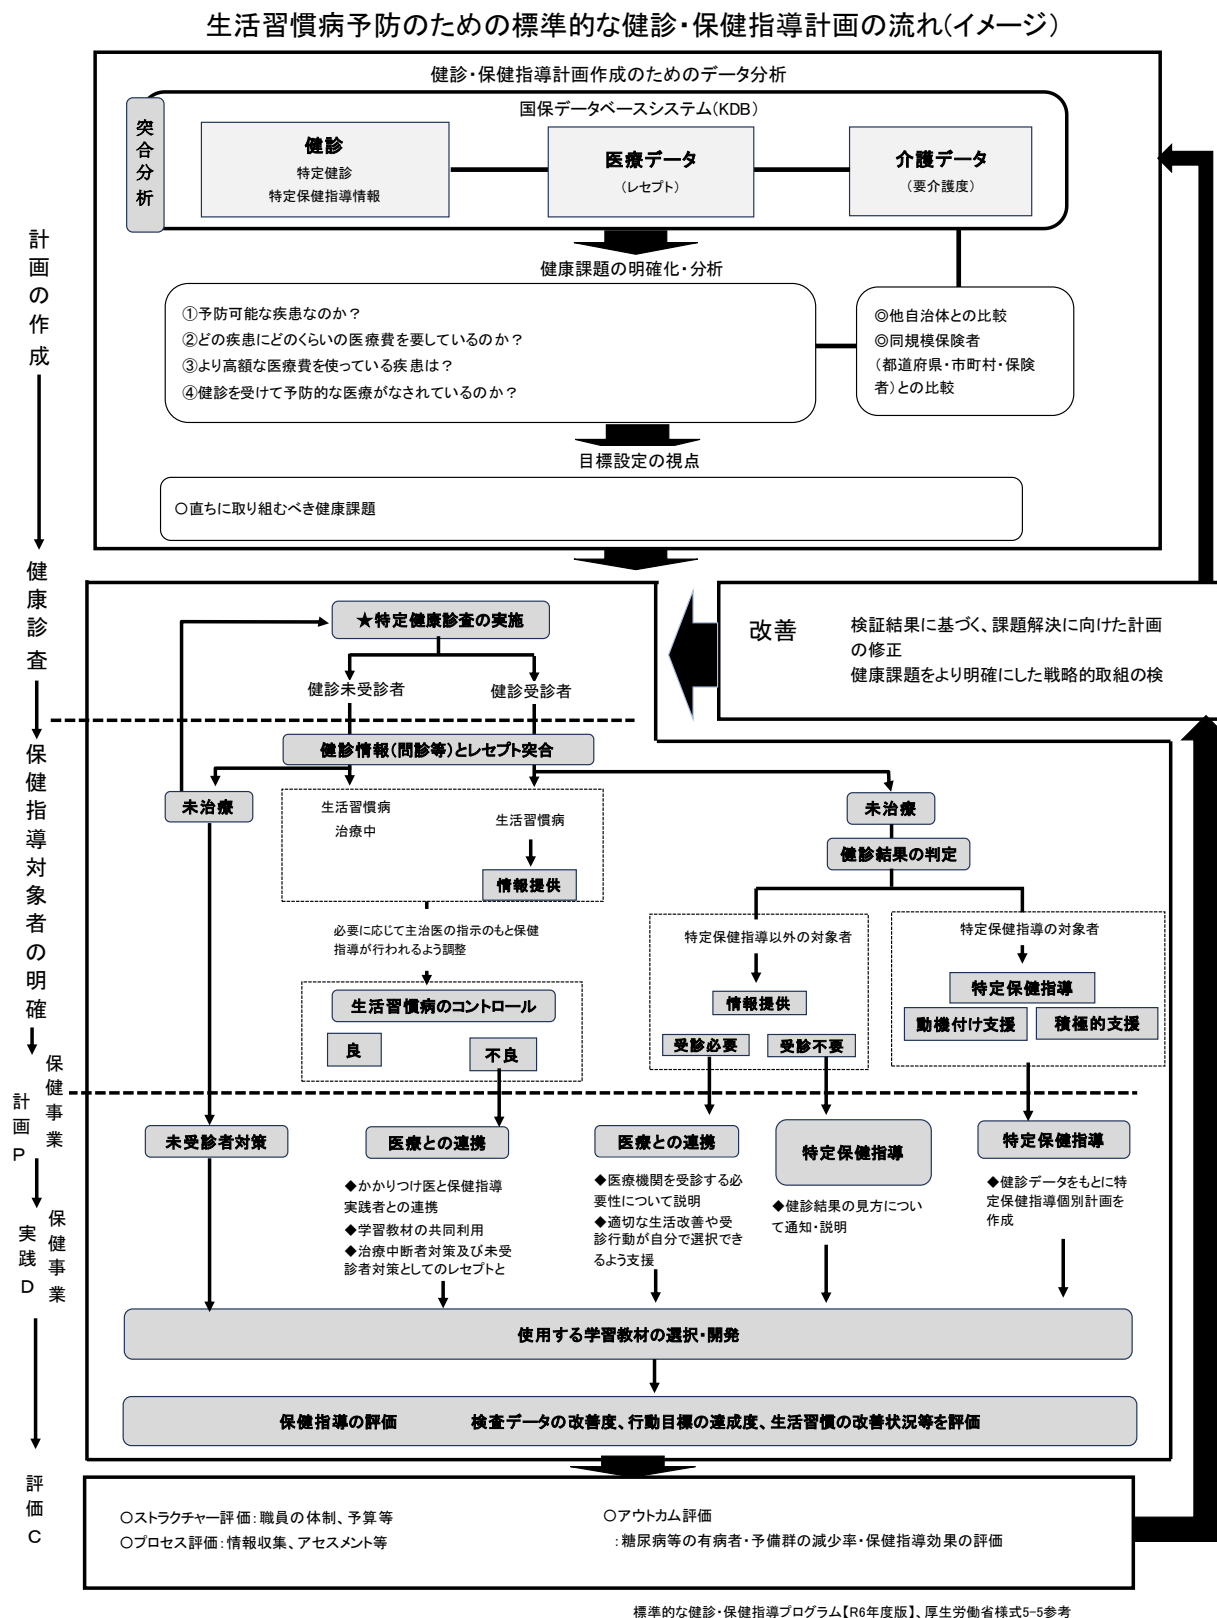 生活習慣病予防のための標準的な健診・保健指導計画の流れ(イメージ)
健診・保健指導計画作成のためのデータ分析
国保データベースシステム(KDB)
突合分析
健診
特定健診
特定保健指導情報
医療データ
(レセプト)
介護データ
(要介護度)
計画の作成
健康課題の明確化・分析
①予防可能な疾患なのか？
②どの疾患にどのくらいの医療費を要しているのか？
③より高額な医療費を使っている疾患は？
④健診を受けて予防的な医療がなされているのか？
◎他自治体との比較
◎同規模保険者
（都道府県・市町村・保険
者）との比較
目標設定の視点
○直ちに取り組むべき健康課題
健康診査
★特定健康診査の実施
改善
検証結果に基づく、課題解決に向けた計画
の修正
健康課題をより明確にした戦略的取組の検
健診未受診者
健診受診者
保健指導対象者の明確
健診情報(問診等)とレセプト突合
未治療
生活習慣病
治療中
生活習慣病
情報提供
未治療
健診結果の判定
必要に応じて主治医の指示のもと保健
指導が行われるよう調整
特定保健指導以外の対象者
特定保健指導の対象者
情報提供
特定保健指導
動機付け支援
積極的支援
生活習慣病のコントロール
良
不良
受診必要
受診不要
保健事業
計画P
未受診者対策
医療との連携
医療との連携
特定保健指導
特定保健指導
◆かかりつけ医と保健指導
実践者との連携
◆学習教材の共同利用
◆治療中断者対策及び未受
診者対策としてのレセプトと
◆医療機関を受診する必
要性について説明
◆適切な生活改善や受
診行動が自分で選択でき
るよう支援
◆健診結果の見方につい
て通知・説明
◆健診データをもとに特
定保健指導個別計画を
作成
保健事業
実践D
使用する学習教材の選択・開発
保健指導の評価 検査データの改善度、行動目標の達成度、生活習慣の改善状況等を評価
評価C
○ストラクチャー評価：職員の体制、予算等
○プロセス評価：情報収集、アセスメント等
○アウトカム評価
：糖尿病等の有病者・予備群の減少率・保健指導効果の評価
標準的な健診・保健指導プログラム【R6年度版】、厚生労働省様式5-5参考